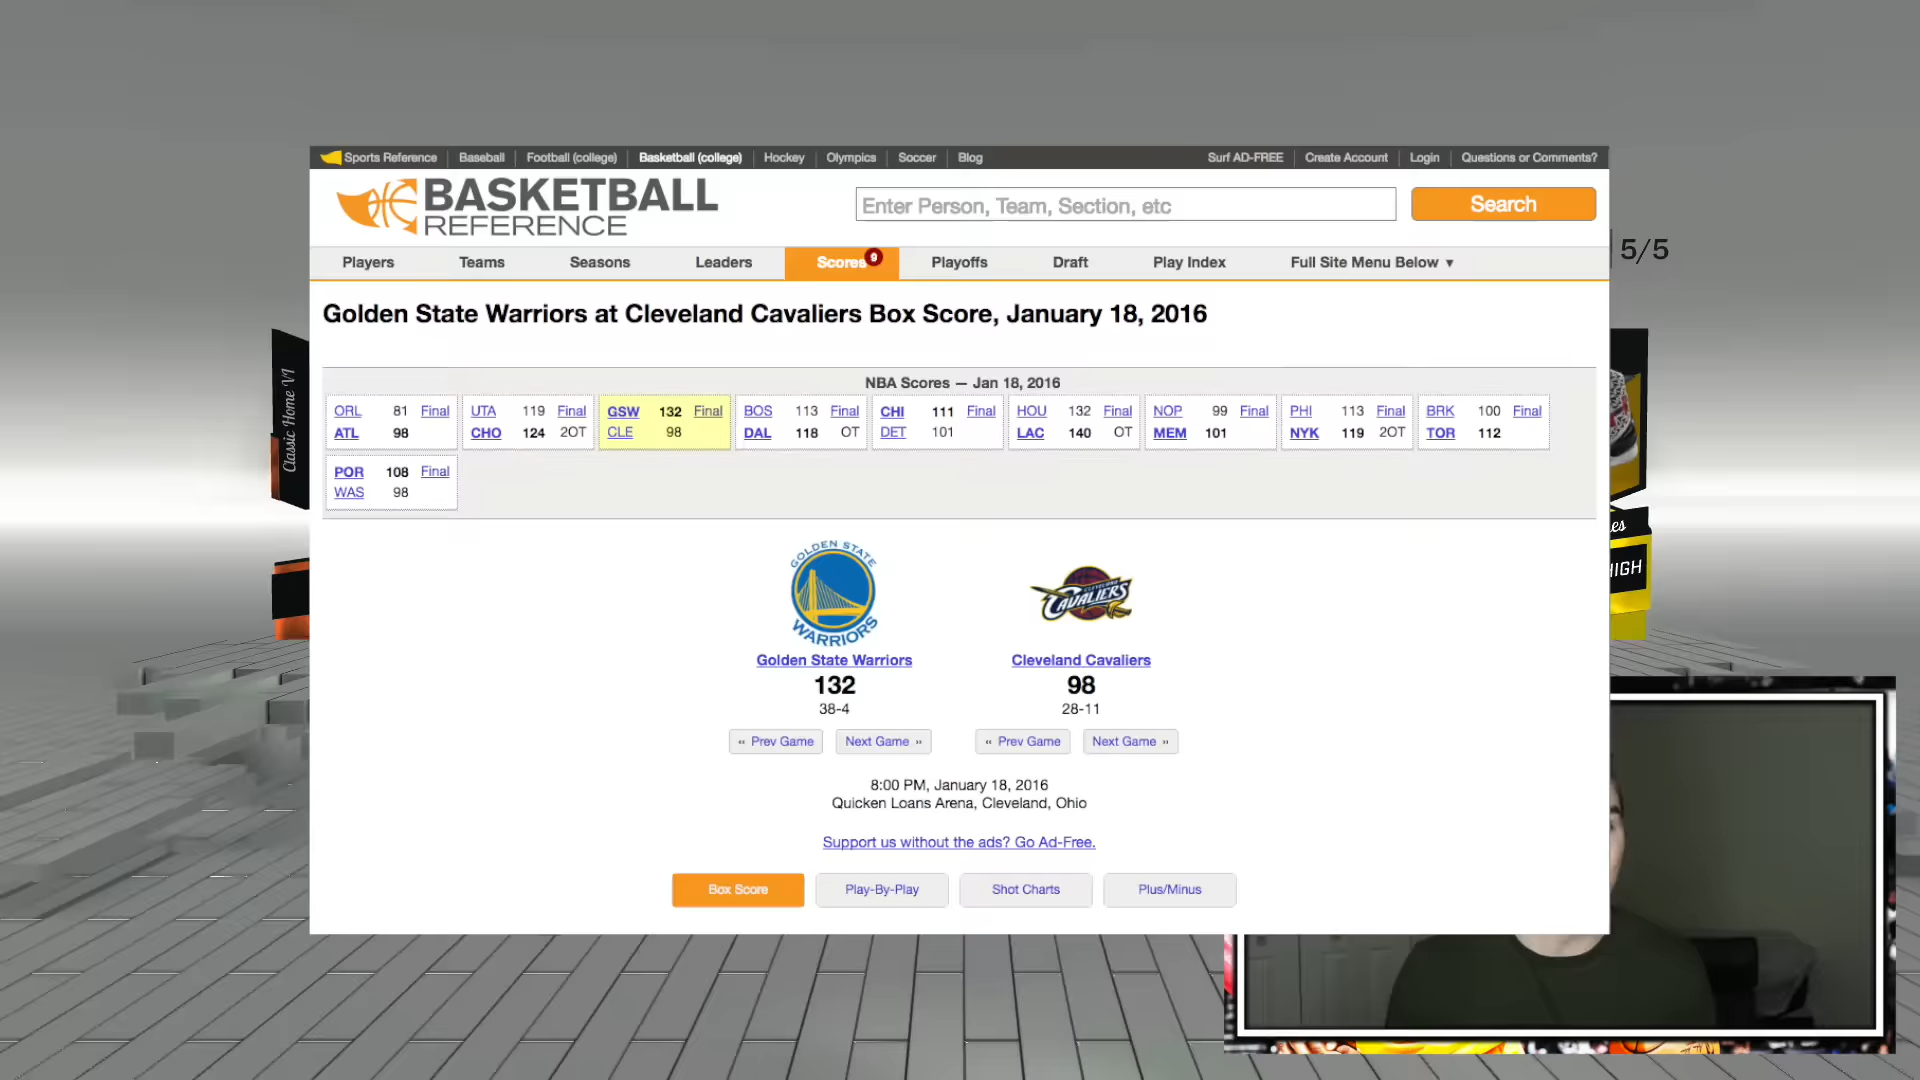 Sports Reference Baseball Football (college) Basketball (college) Hockey Olympics Soccer Blog Surf AD-FREE Create Account Login Questions or Comments?
BASKETBALL
REFERENCE
Enter Person, Team, Section, etc
Search
Players Teams Seasons Leaders Scores 9 Playoffs Draft Play Index Full Site Menu Below ▼
5/5
Golden State Warriors at Cleveland Cavaliers Box Score, January 18, 2016
NBA Scores — Jan 18, 2016
ORL 81 Final UTA 119 Final GSW 132 Final BOS 113 Final CHI 111 Final HOU 132 Final NOP 99 Final PHI 113 Final BRK 100 Final
ATL 98 CHO 124 2OT CLE 98 DAL 118 OT DET 101 LAC 140 OT MEM 101 NYK 119 2OT TOR 112
POR 108 Final
WAS 98
Classic Home VI
HIGH
GOLDEN STATE
WARRIORS
CAVALIERS
Golden State Warriors Cleveland Cavaliers
132 98
38-4 28-11
« Prev Game Next Game » « Prev Game Next Game »
8:00 PM, January 18, 2016
Quicken Loans Arena, Cleveland, Ohio
Support us without the ads? Go Ad-Free.
Box Score Play-By-Play Shot Charts Plus/Minus